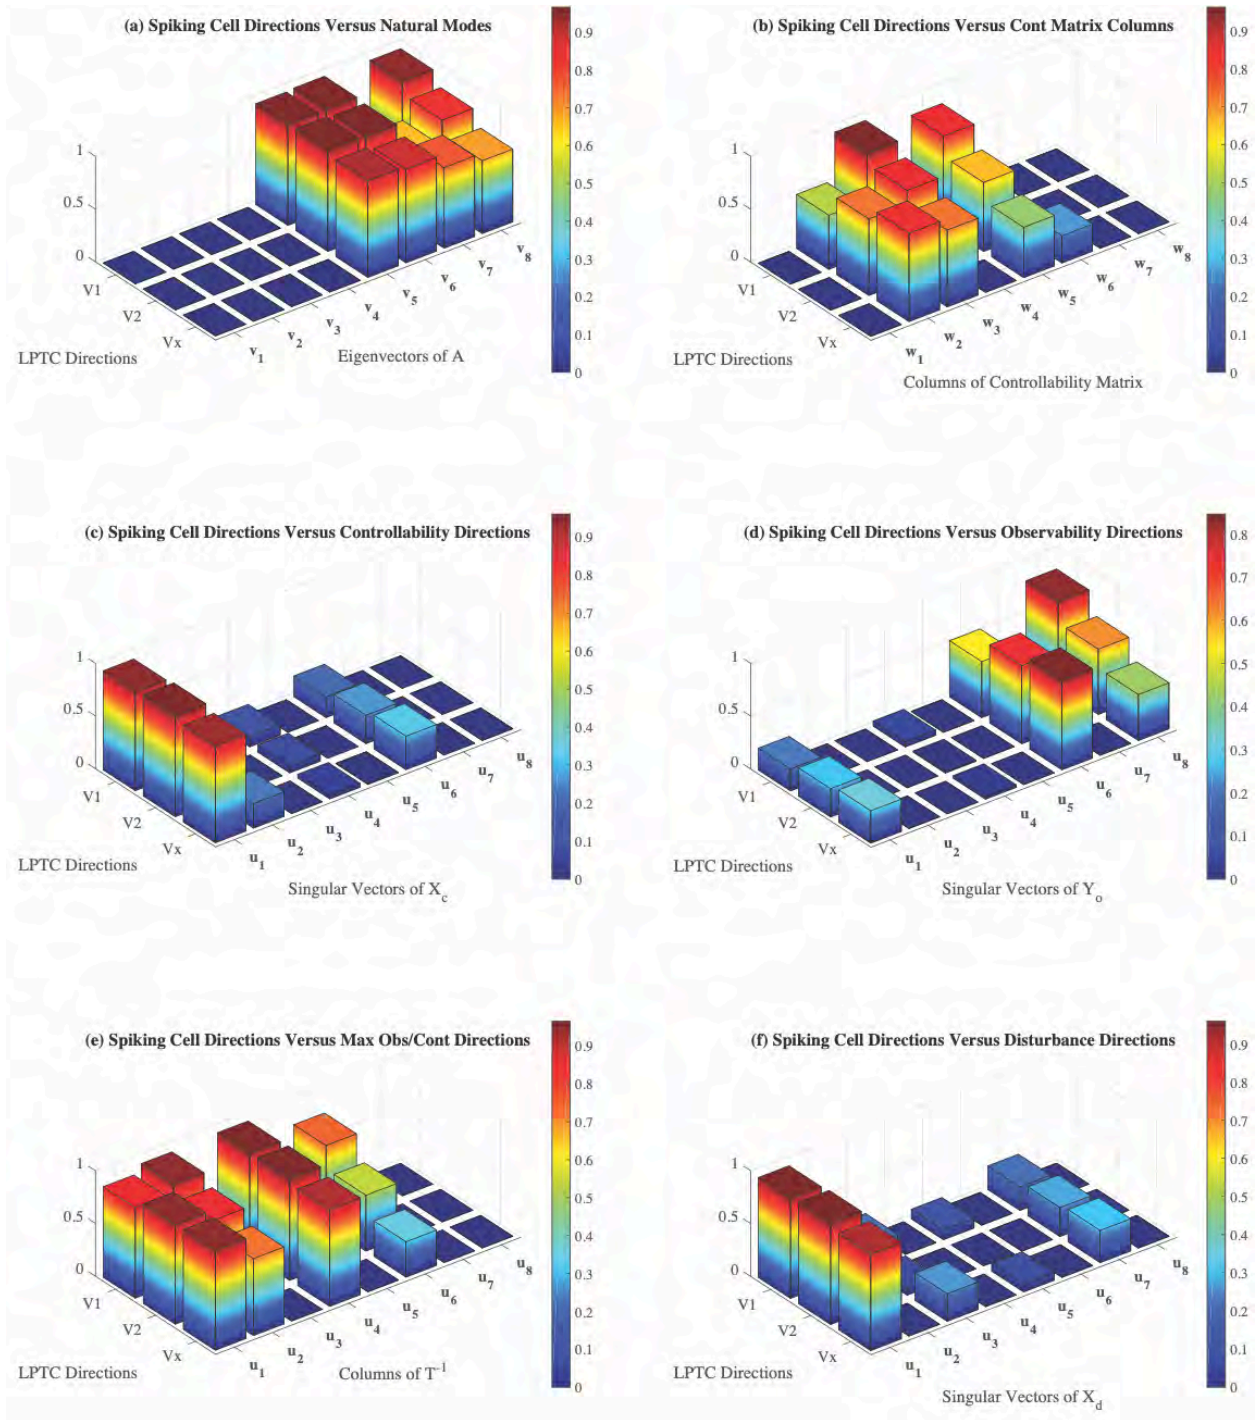 (a) Spiking Cell Directions Versus Natural Modes
0.9
0.8
0.7
0.6
0.5
0.4
0.3
0.2
0.1
0
1
0.5
0
V1
V2
Vx
LPTC Directions
v1
v2
v3
v4
v5
v6
v7
v8
Eigenvectors of A
(b) Spiking Cell Directions Versus Cont Matrix Columns
0.9
0.8
0.7
0.6
0.5
0.4
0.3
0.2
0.1
0
1
0.5
0
V1
V2
Vx
LPTC Directions
w1
w2
w3
w4
w5
w6
w7
w8
Columns of Controllability Matrix
(c) Spiking Cell Directions Versus Controllability Directions
0.9
0.8
0.7
0.6
0.5
0.4
0.3
0.2
0.1
0
1
0.5
0
V1
V2
Vx
LPTC Directions
u1
u2
u3
u4
u5
u6
u7
u8
Singular Vectors of Xc
(d) Spiking Cell Directions Versus Observability Directions
0.8
0.7
0.6
0.5
0.4
0.3
0.2
0.1
0
1
0.5
0
V1
V2
Vx
LPTC Directions
u1
u2
u3
u4
u5
u6
u7
u8
Singular Vectors of Yo
(e) Spiking Cell Directions Versus Max Obs/Cont Directions
0.9
0.8
0.7
0.6
0.5
0.4
0.3
0.2
0.1
0
1
0.5
0
V1
V2
Vx
LPTC Directions
u1
u2
u3
u4
u5
u6
u7
u8
Columns of T-1
(f) Spiking Cell Directions Versus Disturbance Directions
0.9
0.8
0.7
0.6
0.5
0.4
0.3
0.2
0.1
0
1
0.5
0
V1
V2
Vx
LPTC Directions
u1
u2
u3
u4
u5
u6
u7
u8
Singular Vectors of Xd